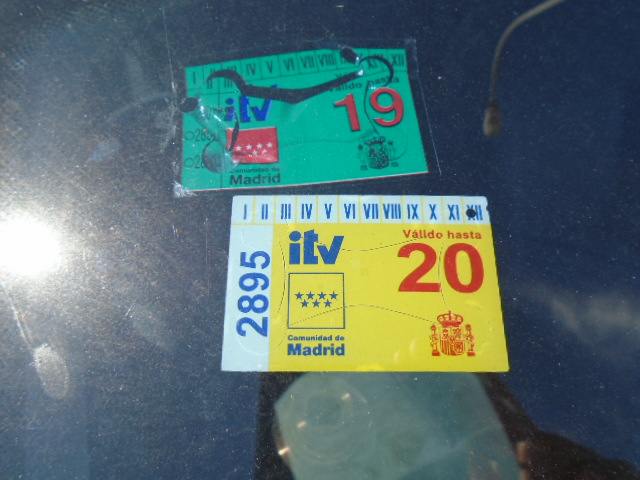 I II III IV V VI VII VIII XI XII
Válido hasta
itv
19
Comunidad de
Madrid
I II III IV V VI VII VIII IX X XI XII
Válido hasta
itv
20
2895
Comunidad de
Madrid